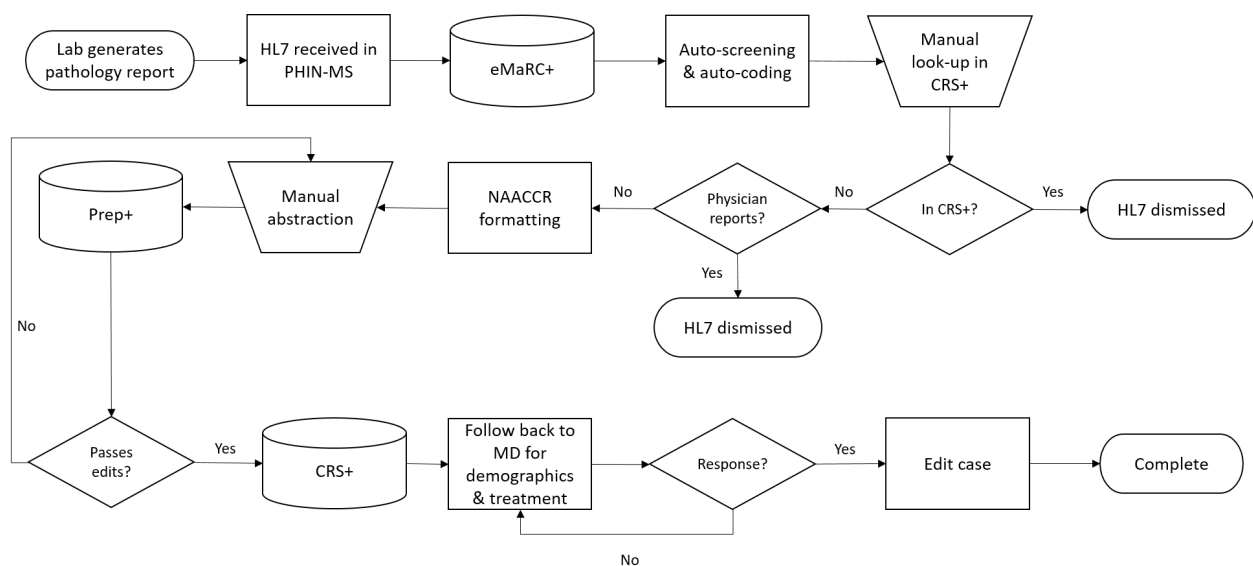 Lab generates
pathology report
HL7 received in
PHIN-MS
eMaRC+
Auto-screening
& auto-coding
Manual
look-up in
CRS+
Prep+
Manual
abstraction
NAACCR
formatting
No
Physician
reports?
No
In CRS+?
Yes
HL7 dismissed
Yes
HL7 dismissed
No
Passes
edits?
Yes
CRS+
Follow back to
MD for
demographics
& treatment
Response?
Yes
Edit case
Complete
No